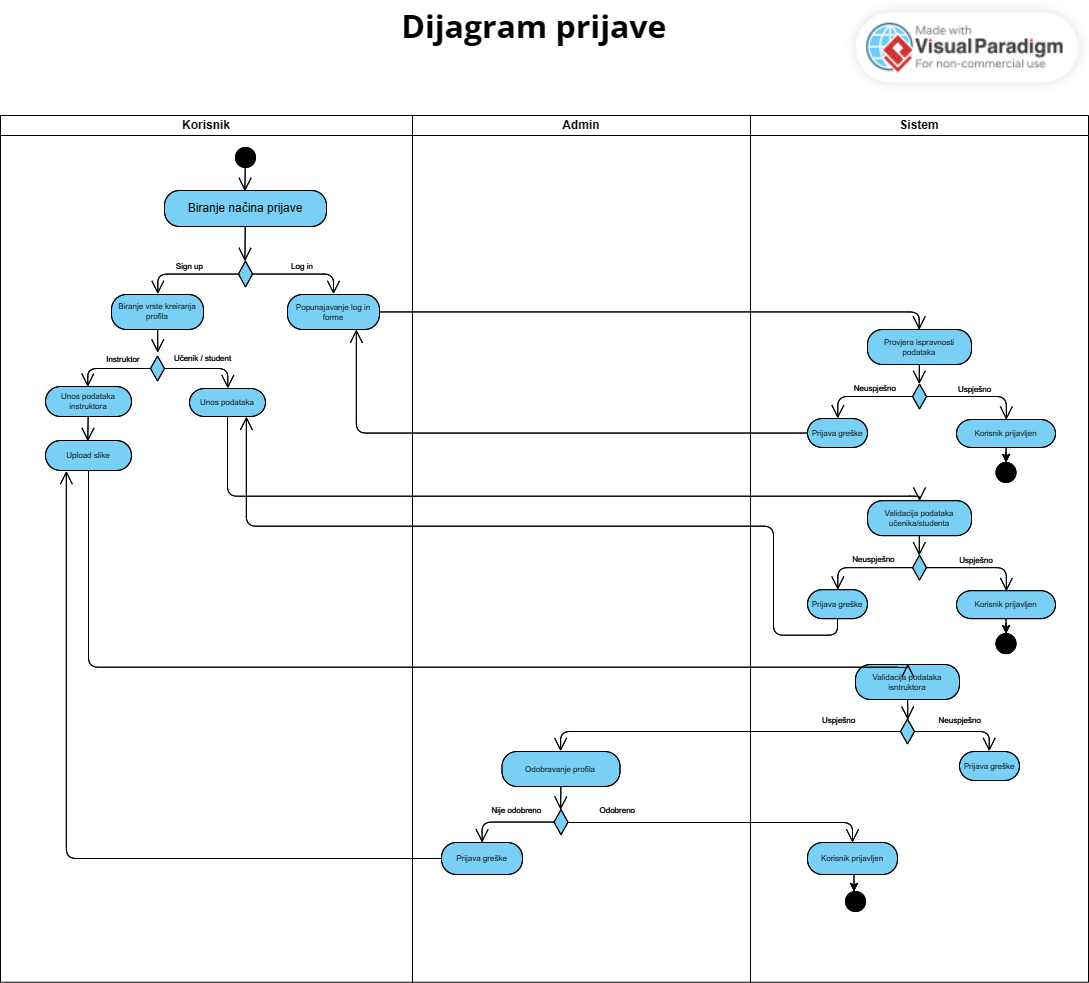 Dijagram prijave
Made with
Visual Paradigm
For non-commercial use
Korisnik
Admin
Sistem
Biranje načina prijave
Sign up
Log in
Biranje vrste kreiranja
profila
Popunajavanje log in
forme
Provjera ispravnosti
podataka
Instruktor
Učenik / student
Neuspješno
Uspješno
Unos podataka
instruktora
Unos podataka
Prijava greške
Korisnik prijavljen
Upload slike
Validacija podataka
učenika/studenta
Neuspješno
Uspješno
Prijava greške
Korisnik prijavljen
Validacija podataka
isntruktora
Uspješno
Neuspješno
Odobravanje profila
Prijava greške
Nije odobreno
Odobreno
Prijava greške
Korisnik prijavljen